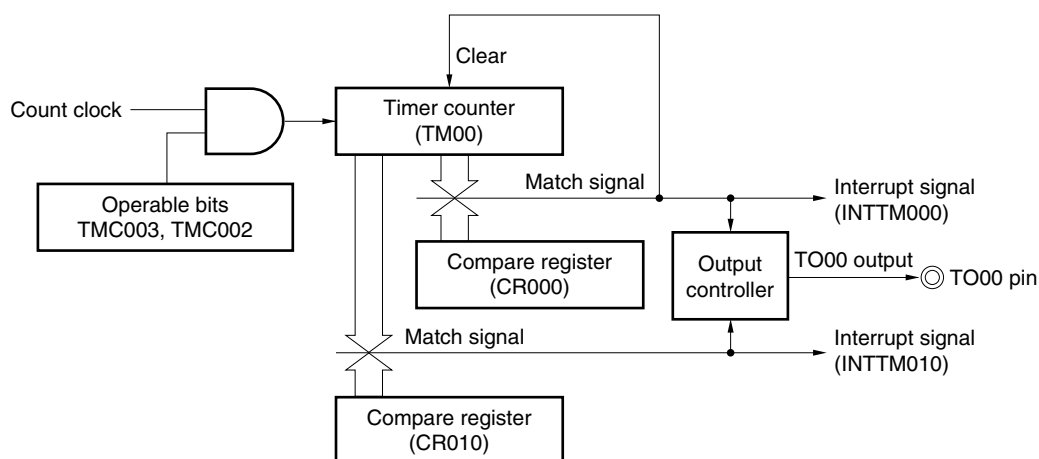 Clear
Count clock
Timer counter
(TM00)
Operable bits
TMC003, TMC002
Match signal
Interrupt signal
(INTTM000)
Compare register
(CR000)
Output
controller
TO00 output
TO00 pin
Match signal
Interrupt signal
(INTTM010)
Compare register
(CR010)